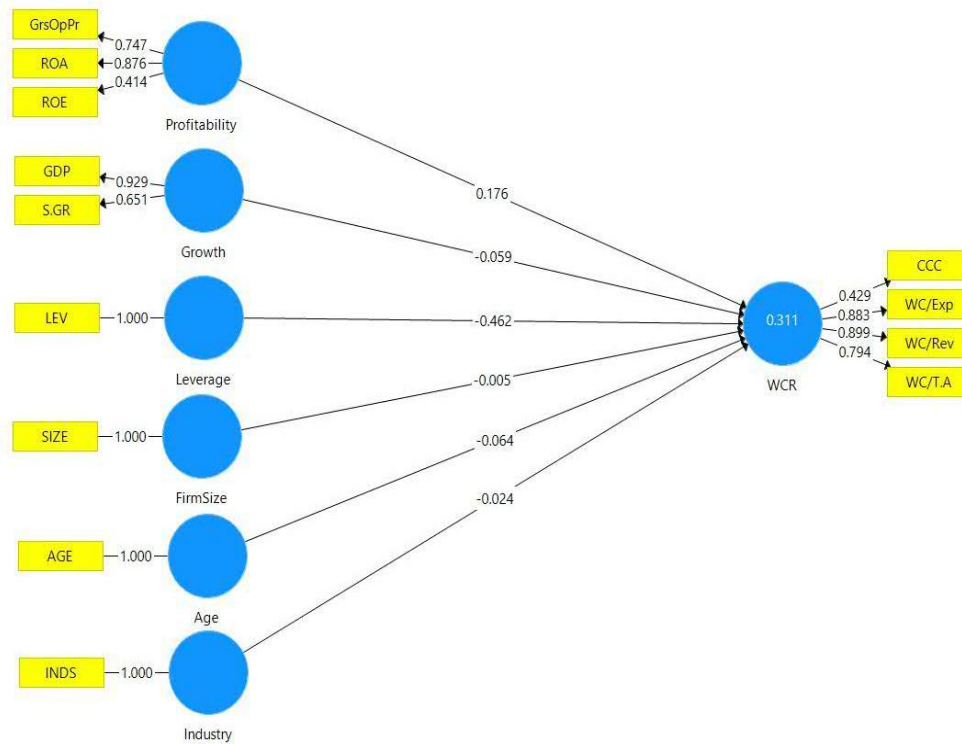 GrsOpPr
0.747
ROA
0.876
ROE
0.414
Profitability
0.176
GDP
0.929
S.GR
0.651
Growth
-0.059
LEV
1.000
Leverage
-0.462
SIZE
1.000
FirmSize
-0.005
AGE
1.000
Age
-0.064
INDS
1.000
Industry
-0.024
0.311
WCR
CCC
0.429
WC/Exp
0.883
WC/Rev
0.899
WC/T.A
0.794